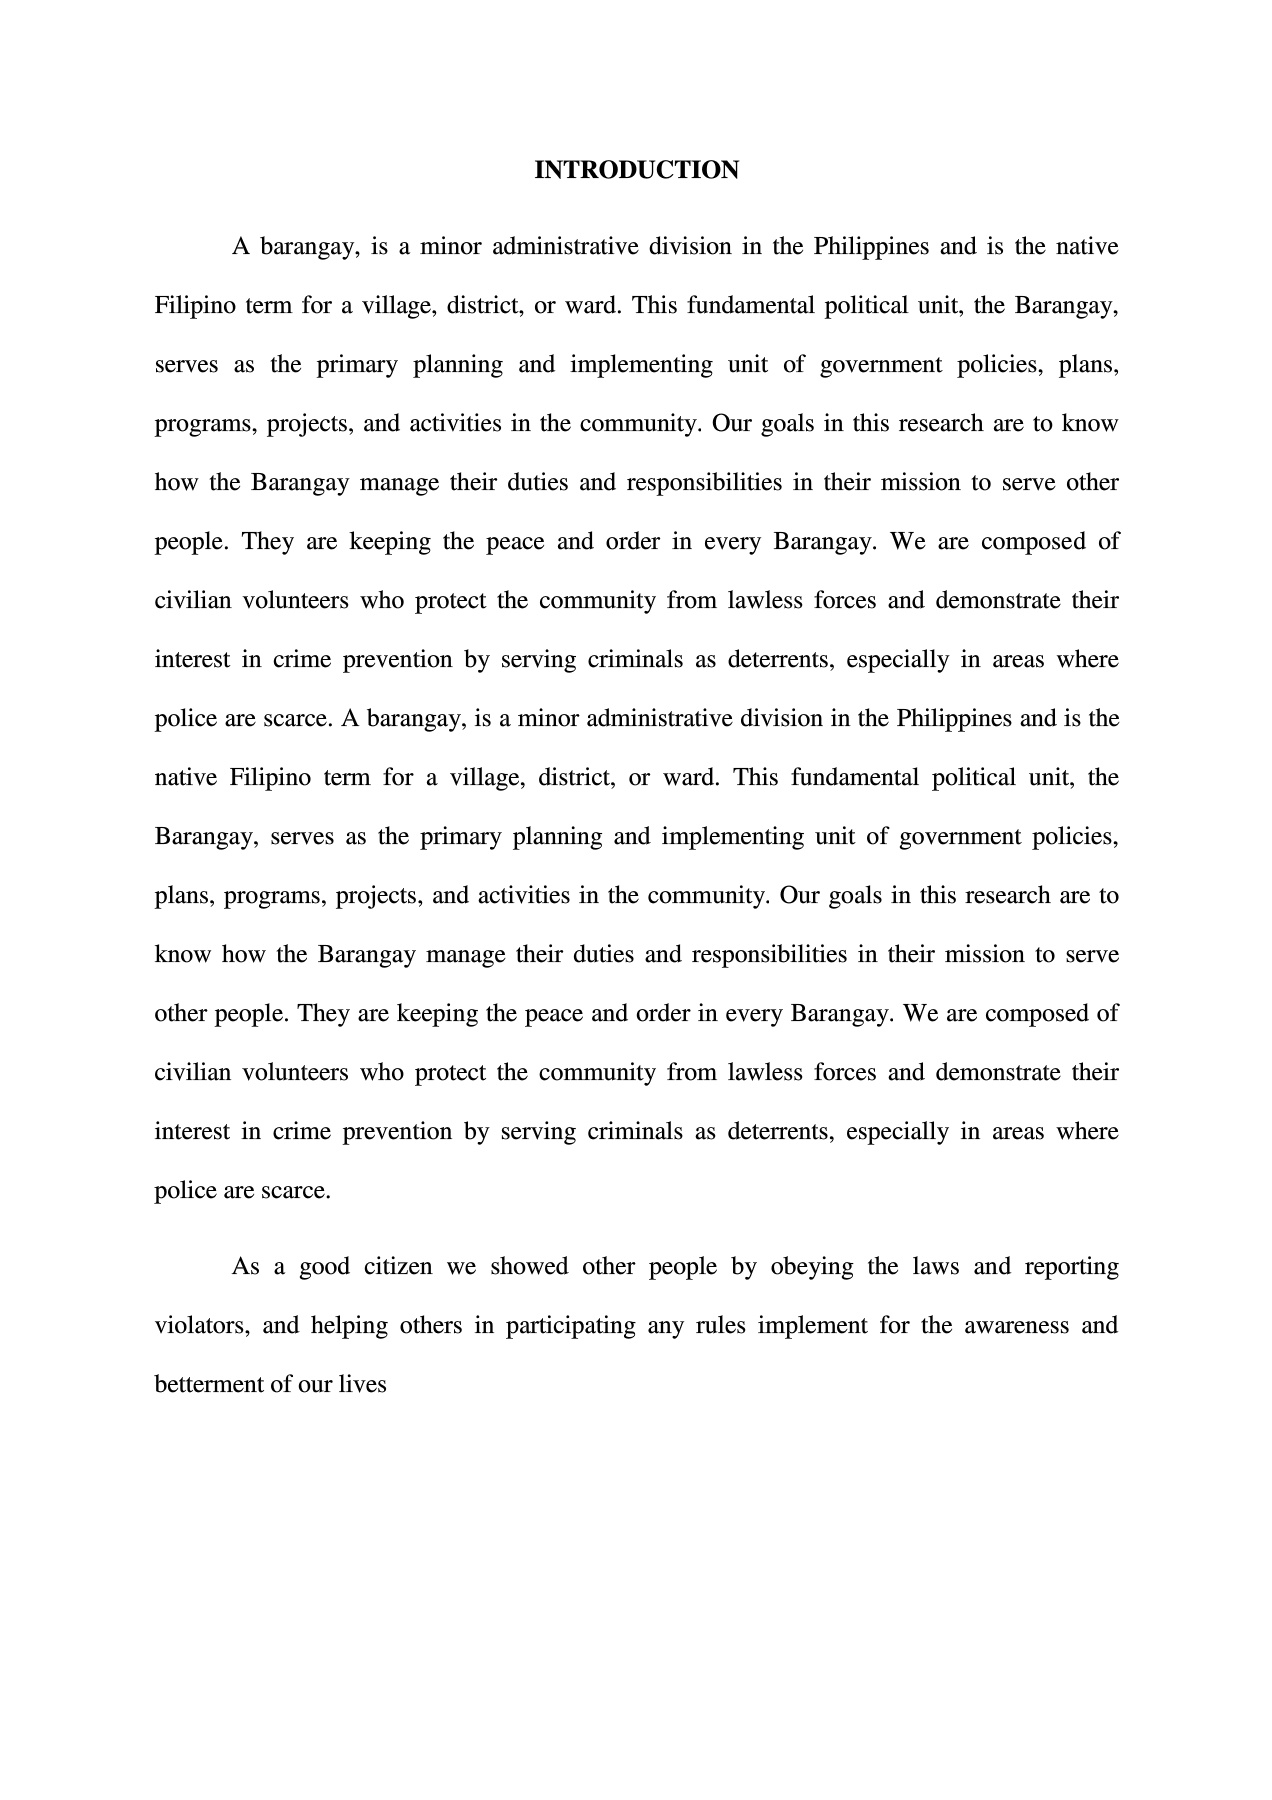 INTRODUCTION
A barangay, is a minor administrative division in the Philippines and is the native
Filipino term for a village, district, or ward. This fundamental political unit, the Barangay,
serves as the primary planning and implementing unit of government policies, plans,
programs, projects, and activities in the community. Our goals in this research are to know
how the Barangay manage their duties and responsibilities in their mission to serve other
people. They are keeping the peace and order in every Barangay. We are composed of
civilian volunteers who protect the community from lawless forces and demonstrate their
interest in crime prevention by serving criminals as deterrents, especially in areas where
police are scarce. A barangay, is a minor administrative division in the Philippines and is the
native Filipino term for a village, district, or ward. This fundamental political unit, the
Barangay, serves as the primary planning and implementing unit of government policies,
plans, programs, projects, and activities in the community. Our goals in this research are to
know how the Barangay manage their duties and responsibilities in their mission to serve
other people. They are keeping the peace and order in every Barangay. We are composed of
civilian volunteers who protect the community from lawless forces and demonstrate their
interest in crime prevention by serving criminals as deterrents, especially in areas where
police are scarce.
As a good citizen we showed other people by obeying the laws and reporting
violators, and helping others in participating any rules implement for the awareness and
betterment of our lives